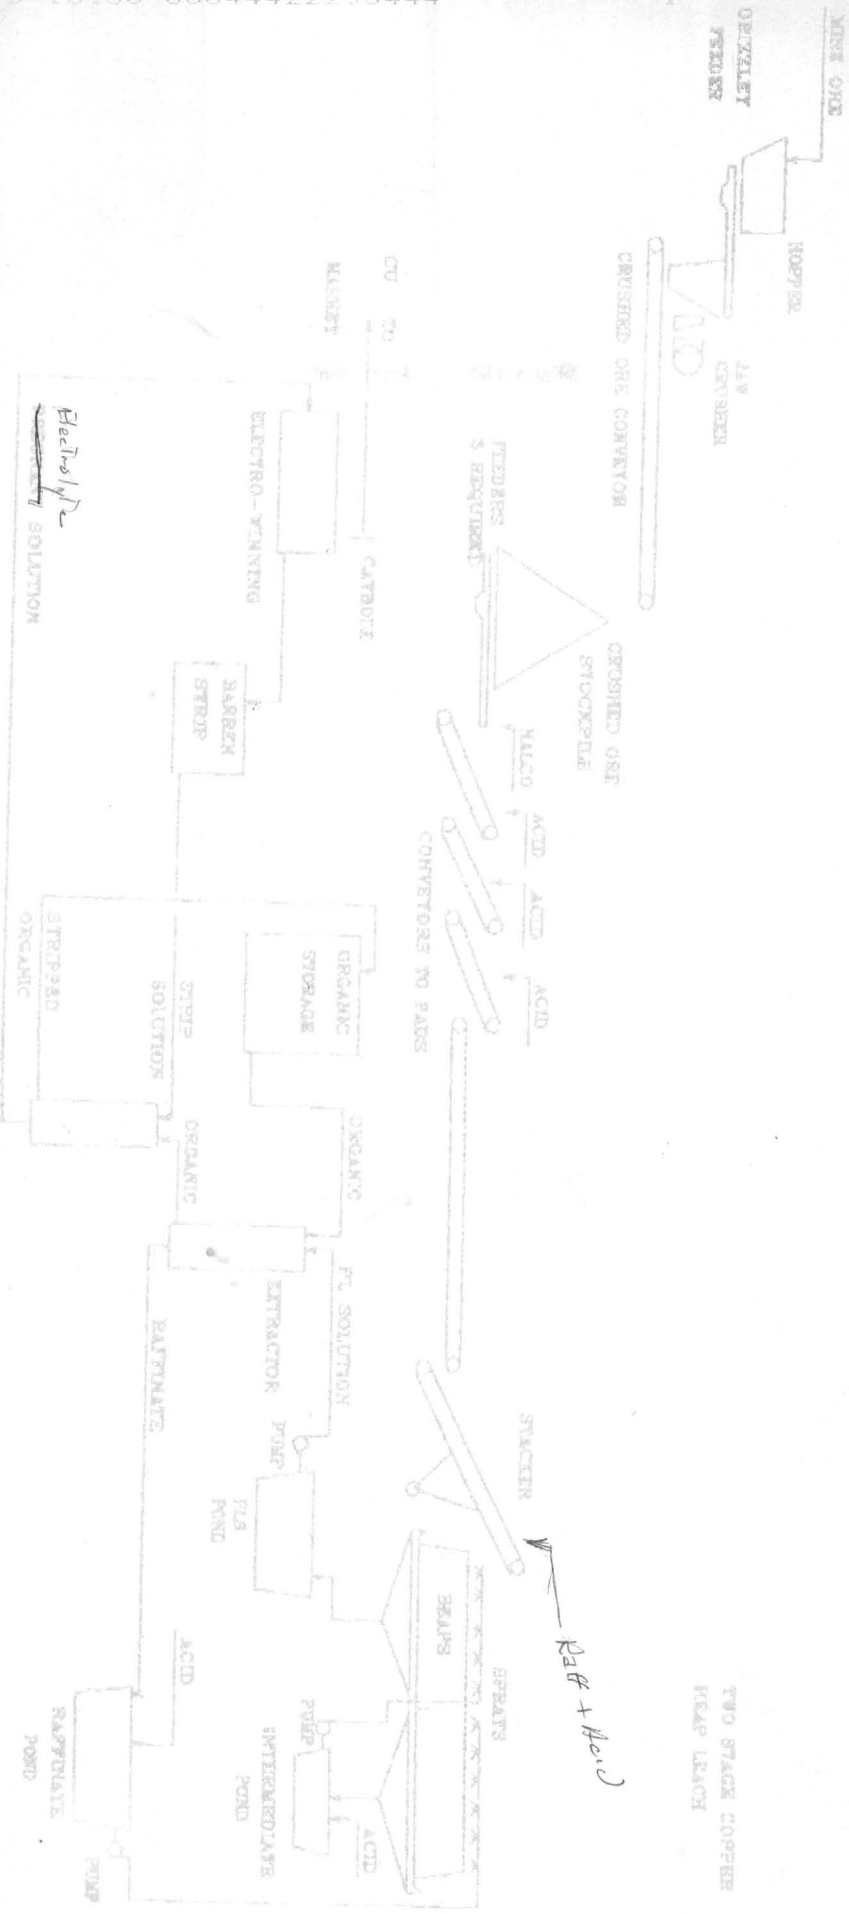 TWO STAGE COPPER
HEAP LEACH
MINE ORE
GRIZZLEY
FEEDER
HOPPER
JAW
CRUSHER
CRUSHED ORE CONVEYOR
CRUSHED ORE
STOCKPILE
FEEDERS
3 REQUIRED
NALCO
ACID
ACID
ACID
CONVEYORS TO PADS
STACKER
Raff + Acid
SPRAYS
HEAPS
CU TO
MARKET
CATHODE
ELECTRO-WINNING
BARREN
STRIP
ORGANIC
STORAGE
ORGANIC
PL SOLUTION
EXTRACTOR
PUMP
PLS
POND
PUMP
INTERMEDIATE
POND
ACID
STRIP
SOLUTION
ORGANIC
RAFFINATE
ACID
RAFFINATE
POND
PUMP
Electrolyte
SOLUTION
STRIPPED
ORGANIC